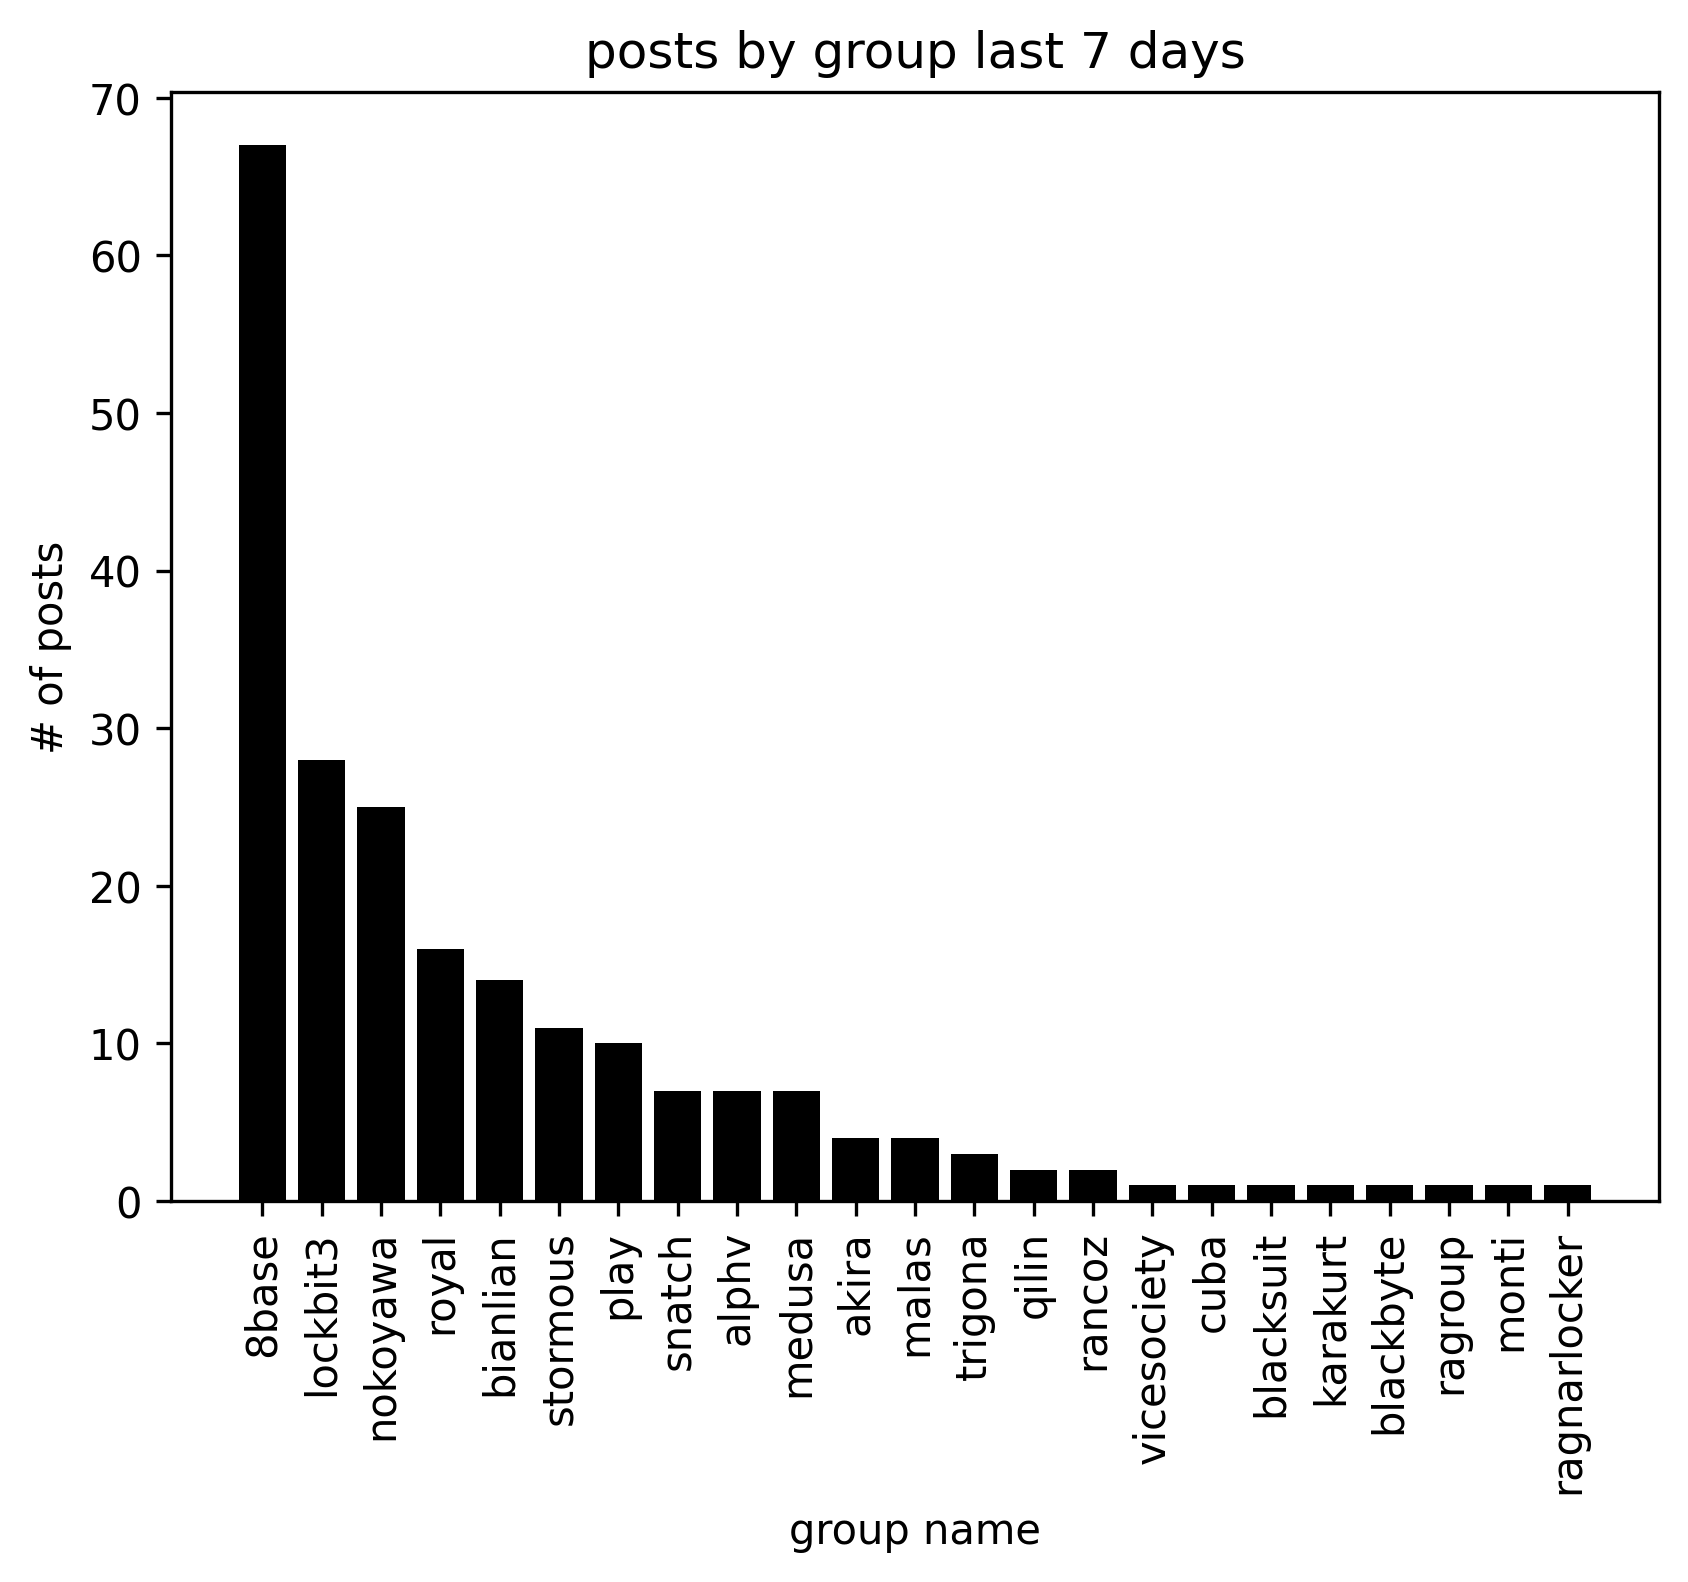 posts by group last 7 days
70
60
50
40
30
20
10
0
# of posts
8base
lockbit3
nokoyawa
royal
bianlian
stormous
play
snatch
alphv
medusa
akira
malas
trigona
qilin
rancoz
vicesociety
cuba
blacksuit
karakurt
blackbyte
ragroup
monti
ragnarlocker
group name